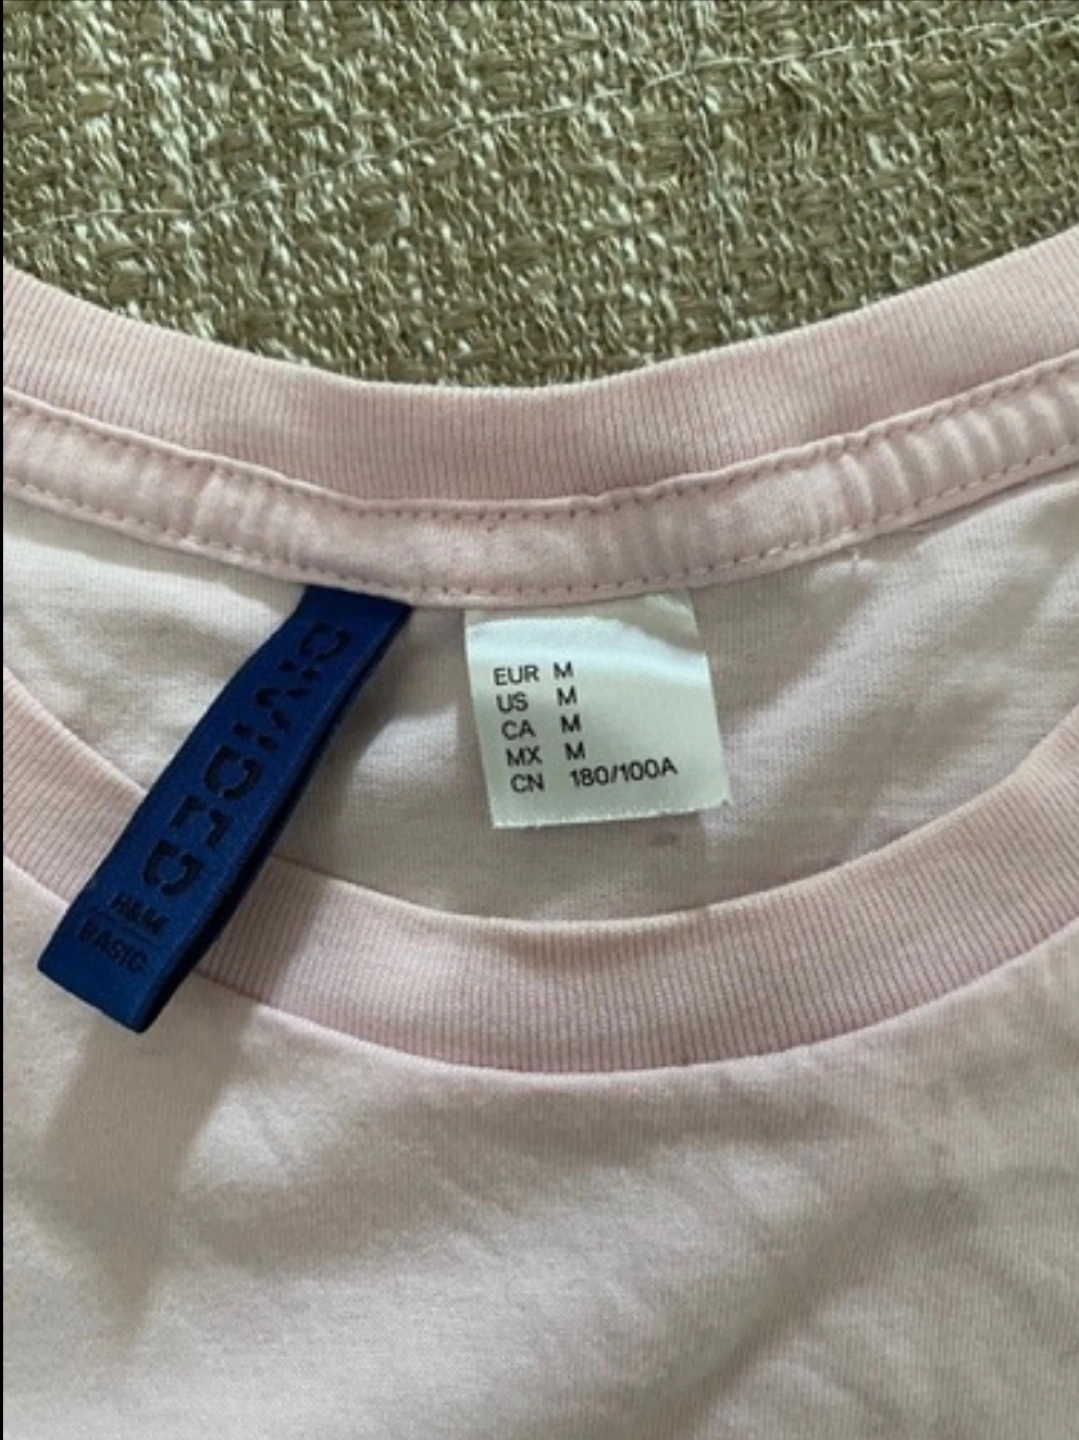 DIVIDED
H&M
BASIC
EUR M
US M
CA M
MX M
CN 180/100A